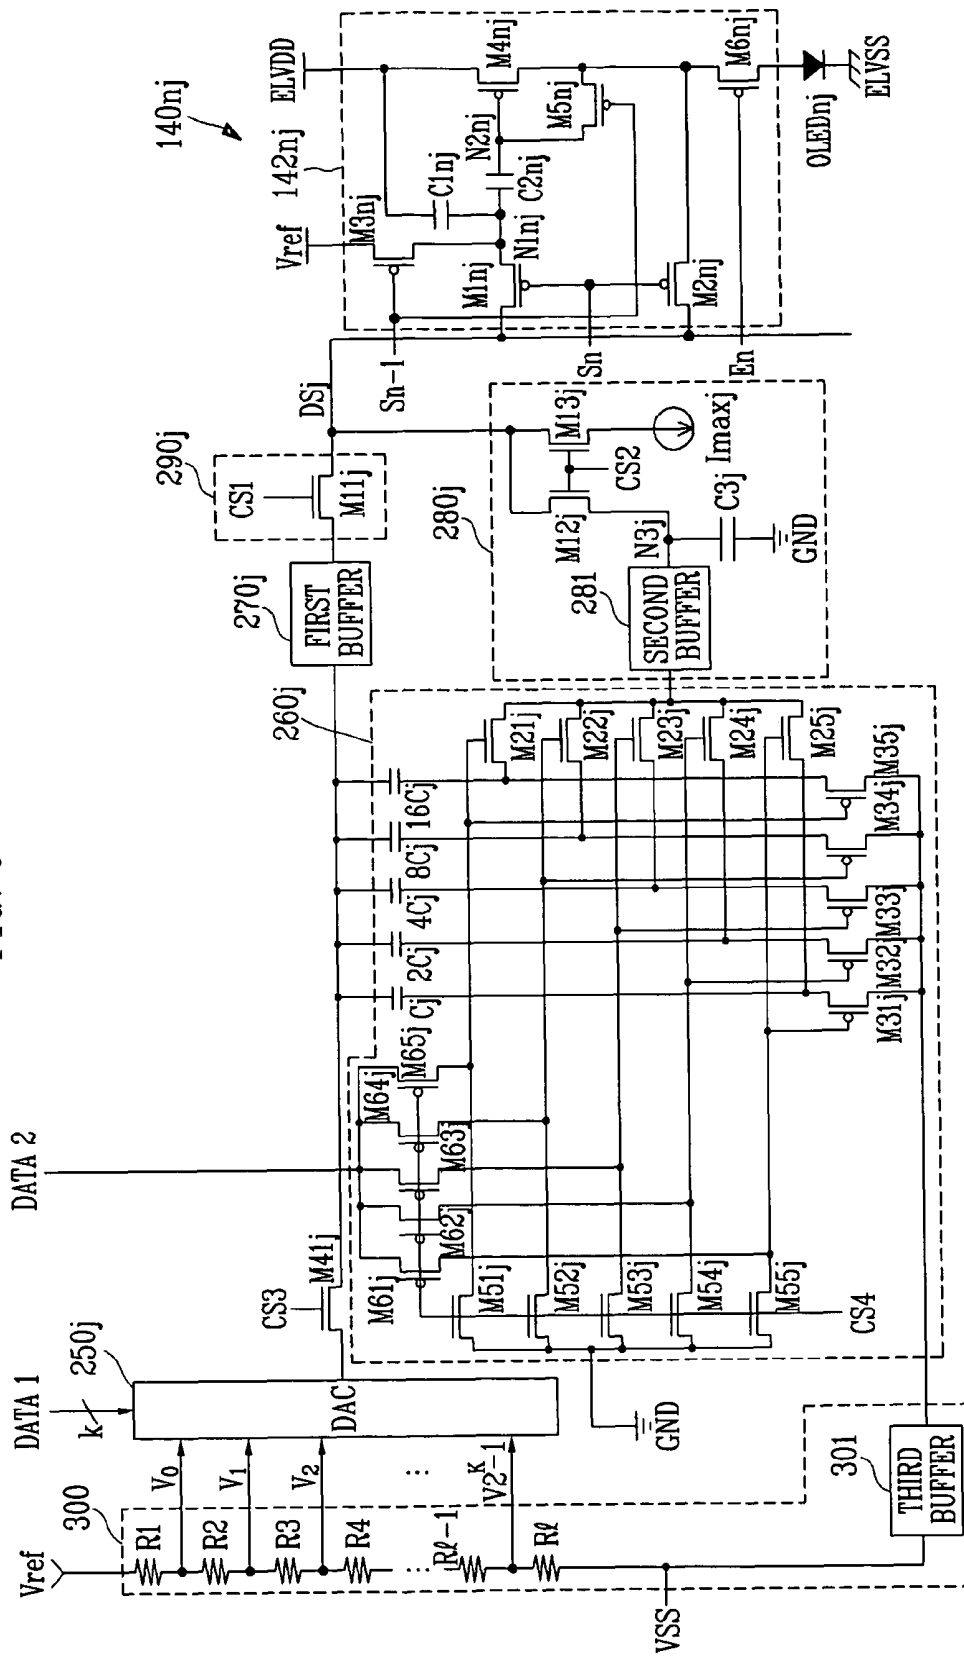 140nj
142nj
ELVDD
Vref
M3nj
C1nj
N2nj
M4nj
M5nj
C2nj
N1nj
M1nj
M2nj
M6nj
OLEDnj
ELVSS
Sn-1
Sn
En
DSj
290j
CS1
M11j
280j
M13j
M12j
CS2
Imaxj
N3j
C3j
GND
281
SECOND
BUFFER
270j
FIRST
BUFFER
260j
16Cj
8Cj
4Cj
2Cj
Cj
M21j
M22j
M23j
M24j
M25j
M35j
M34j
M33j
M32j
M31j
DATA 2
M65j
M64j
M63j
M62j
M61j
M51j
M52j
M53j
M54j
M55j
CS4
GND
CS3
M41j
DATA 1
k
250j
DAC
V0
V1
V2
...
V2K-1
300
Vref
R1
R2
R3
R4
...
Rℓ-1
Rℓ
VSS
301
THIRD
BUFFER